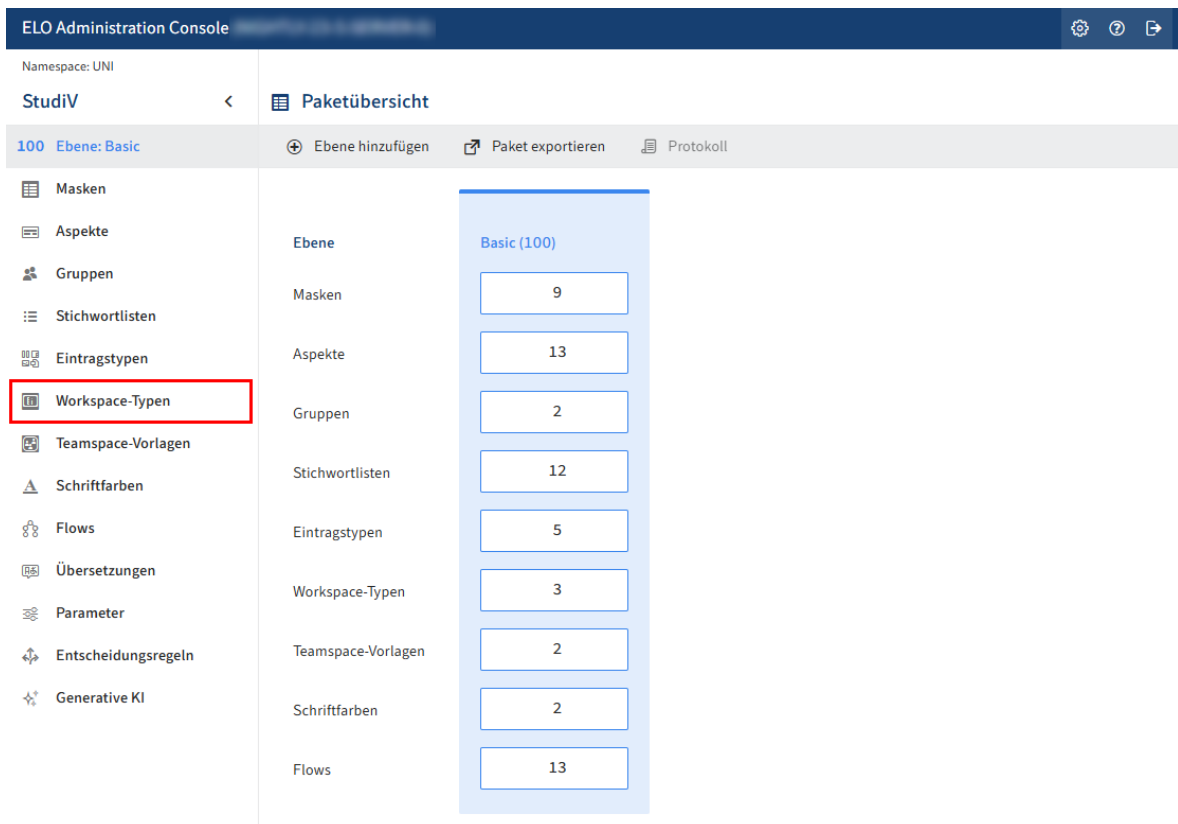 ELO Administration Console
Namespace: UNI
StudiV
Paketübersicht
100 Ebene: Basic
Ebene hinzufügen
Paket exportieren
Protokoll
Masken
Aspekte
Gruppen
Stichwortlisten
Eintragstypen
Workspace-Typen
Teamspace-Vorlagen
Schriftfarben
Flows
Übersetzungen
Parameter
Entscheidungsregeln
Generative KI
Ebene Basic (100)
Masken 9
Aspekte 13
Gruppen 2
Stichwortlisten 12
Eintragstypen 5
Workspace-Typen 3
Teamspace-Vorlagen 2
Schriftfarben 2
Flows 13